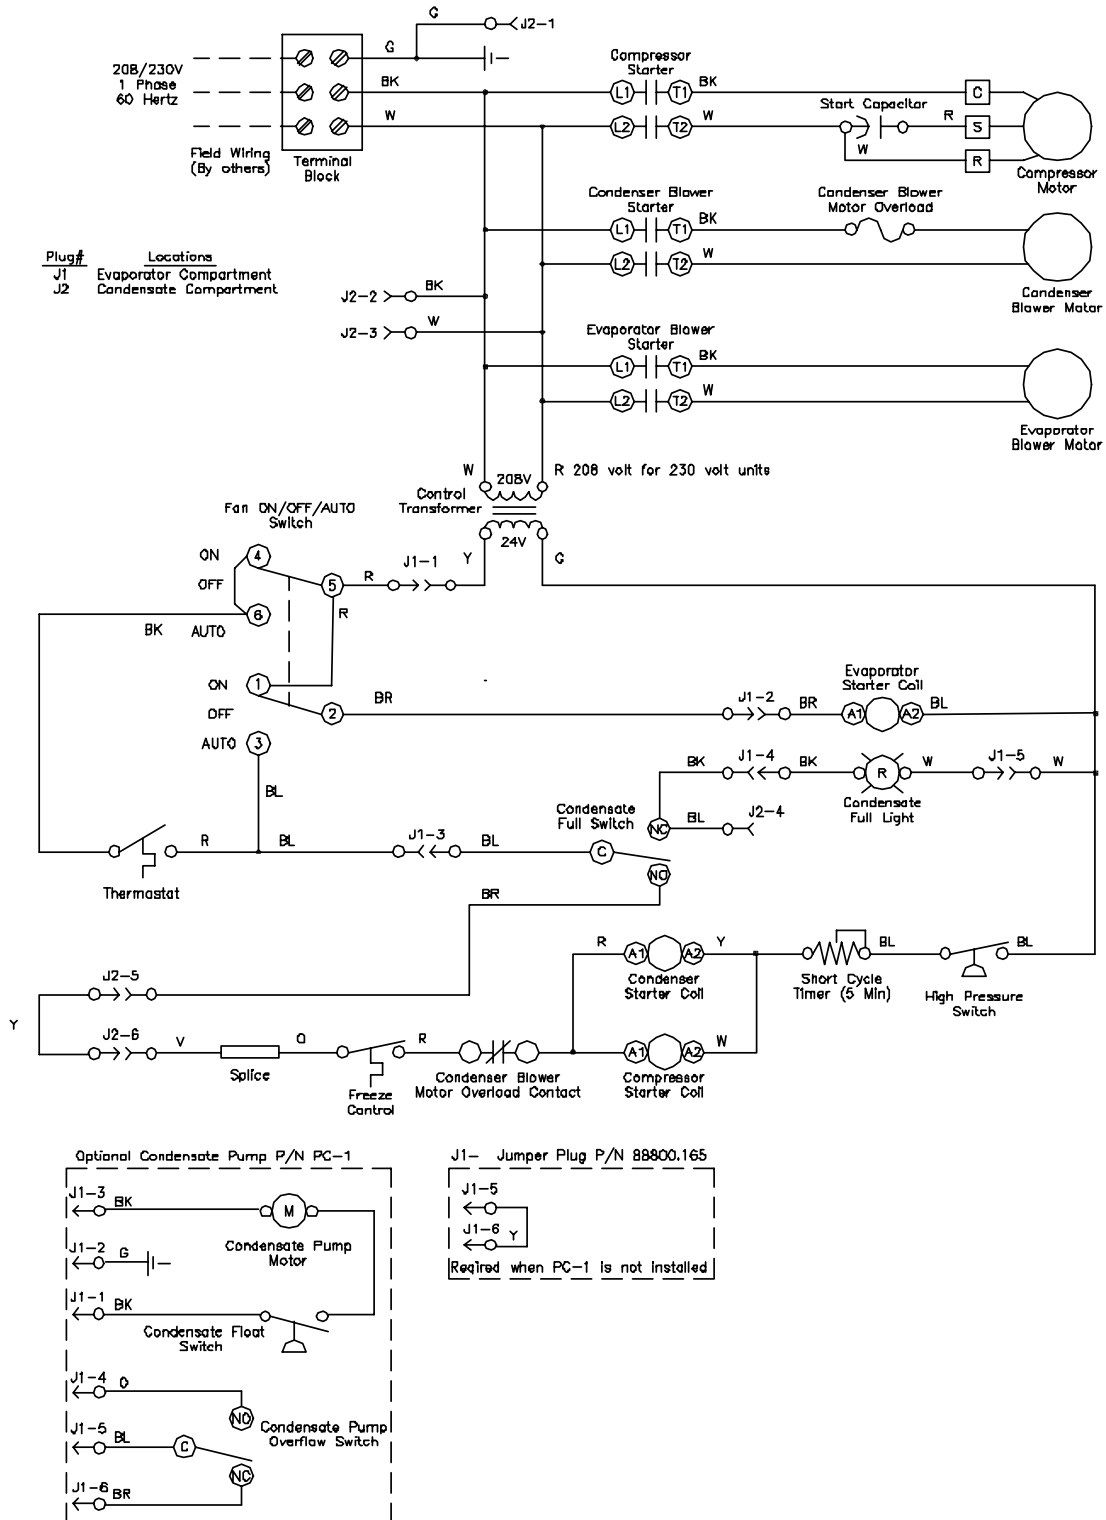 G
J2-1
G
208/230V
1 Phase
60 Hertz
BK
W
Field Wiring
(By others)
Terminal
Block
Compressor
Starter
L1 T1 BK
L2 T2 W
Start Capacitor
W
R
C
S
R
Compressor
Motor
Condenser Blower
Starter
L1 T1 BK
L2 T2 W
Condenser Blower
Motor Overload
Condenser
Blower Motor
Plug# Locations
J1 Evaporator Compartment
J2 Candensate Compartment
J2-2 BK
J2-3 W
Evaporator Blower
Starter
L1 T1 BK
L2 T2 W
Evaporator
Blower Motor
W R 208 volt for 230 volt units
208V
Control
Transformer
24V
Y G
Fan ON/OFF/AUTO
Switch
ON 4
OFF 5 R J1-1
AUTO 6
BK
R
ON 1
OFF 2 BR
AUTO 3
BL
J1-2 BR
Evaporator
Starter Coil
A1 A2 BL
BK J1-4 BK R W J1-5 W
Condensate
Full Light
Condensate
Full Switch
NC BL J2-4
Thermostat
R BL J1-3 BL C
NO
BR
R A1 A2 Y
Condenser
Starter Coil
Short Cycle
Timer (5 Min)
BL
High Pressure
Switch
BL
J2-5
Y
J2-6 V
Splice
O
Freeze
Control
R
Condenser Blower
Motor Overload Contact
A1 A2 W
Compressor
Starter Coil
Optional Condensate Pump P/N PC-1
J1-3 BK M
Condensate Pump
Motor
J1-2 G
J1-1 BK
Condensate Float
Switch
J1-4 O
NO
Condensate Pump
Overflow Switch
J1-5 BL C
NC
J1-6 BR
J1- Jumper Plug P/N 88800.165
J1-5
J1-6 Y
Reqired when PC-1 is not installed